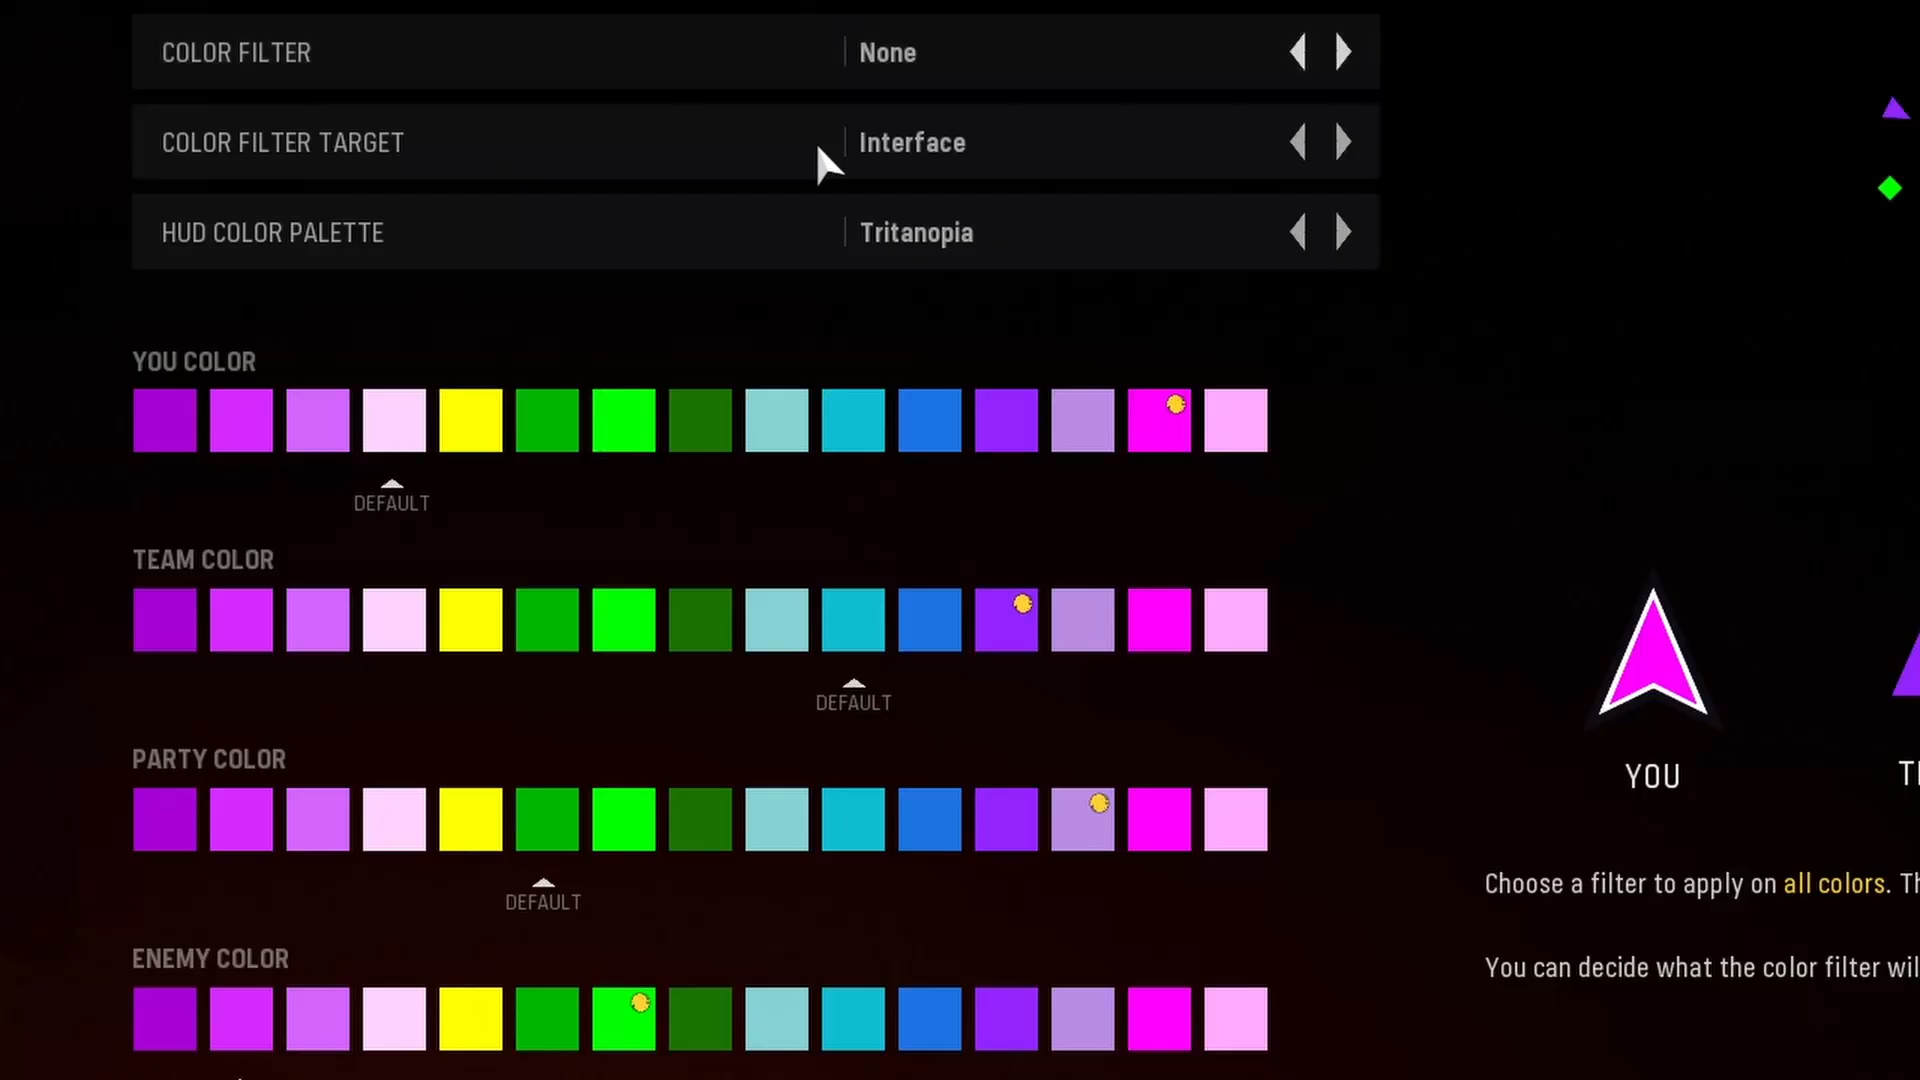 COLOR FILTER
None
COLOR FILTER TARGET
Interface
HUD COLOR PALETTE
Tritanopia
YOU COLOR
DEFAULT
TEAM COLOR
DEFAULT
PARTY COLOR
DEFAULT
ENEMY COLOR
YOU
Choose a filter to apply on all colors.
You can decide what the color filter